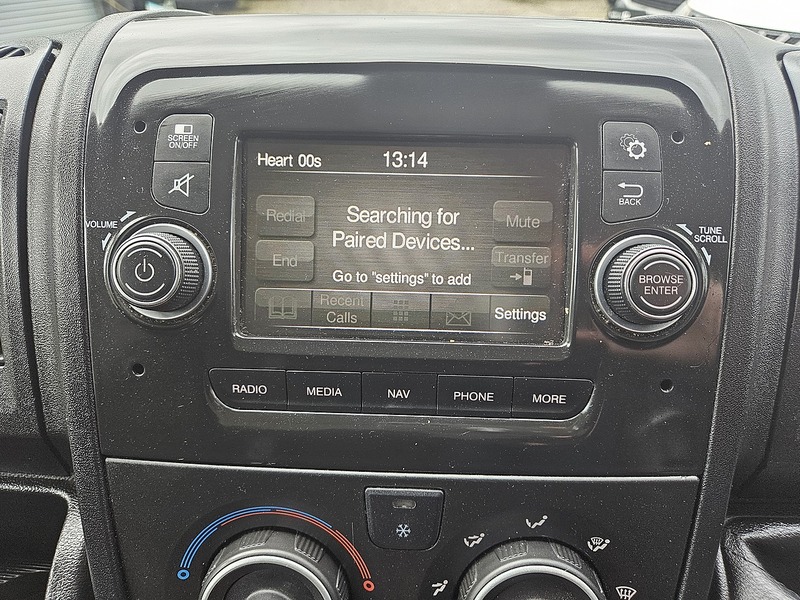 SCREEN
ON/OFF
VOLUME
Heart 00s 13:14
Redial
Searching for
Paired Devices...
Mute
End
Transfer
Go to "settings" to add
Recent
Calls
Settings
BACK
TUNE
SCROLL
BROWSE
ENTER
RADIO MEDIA NAV PHONE MORE